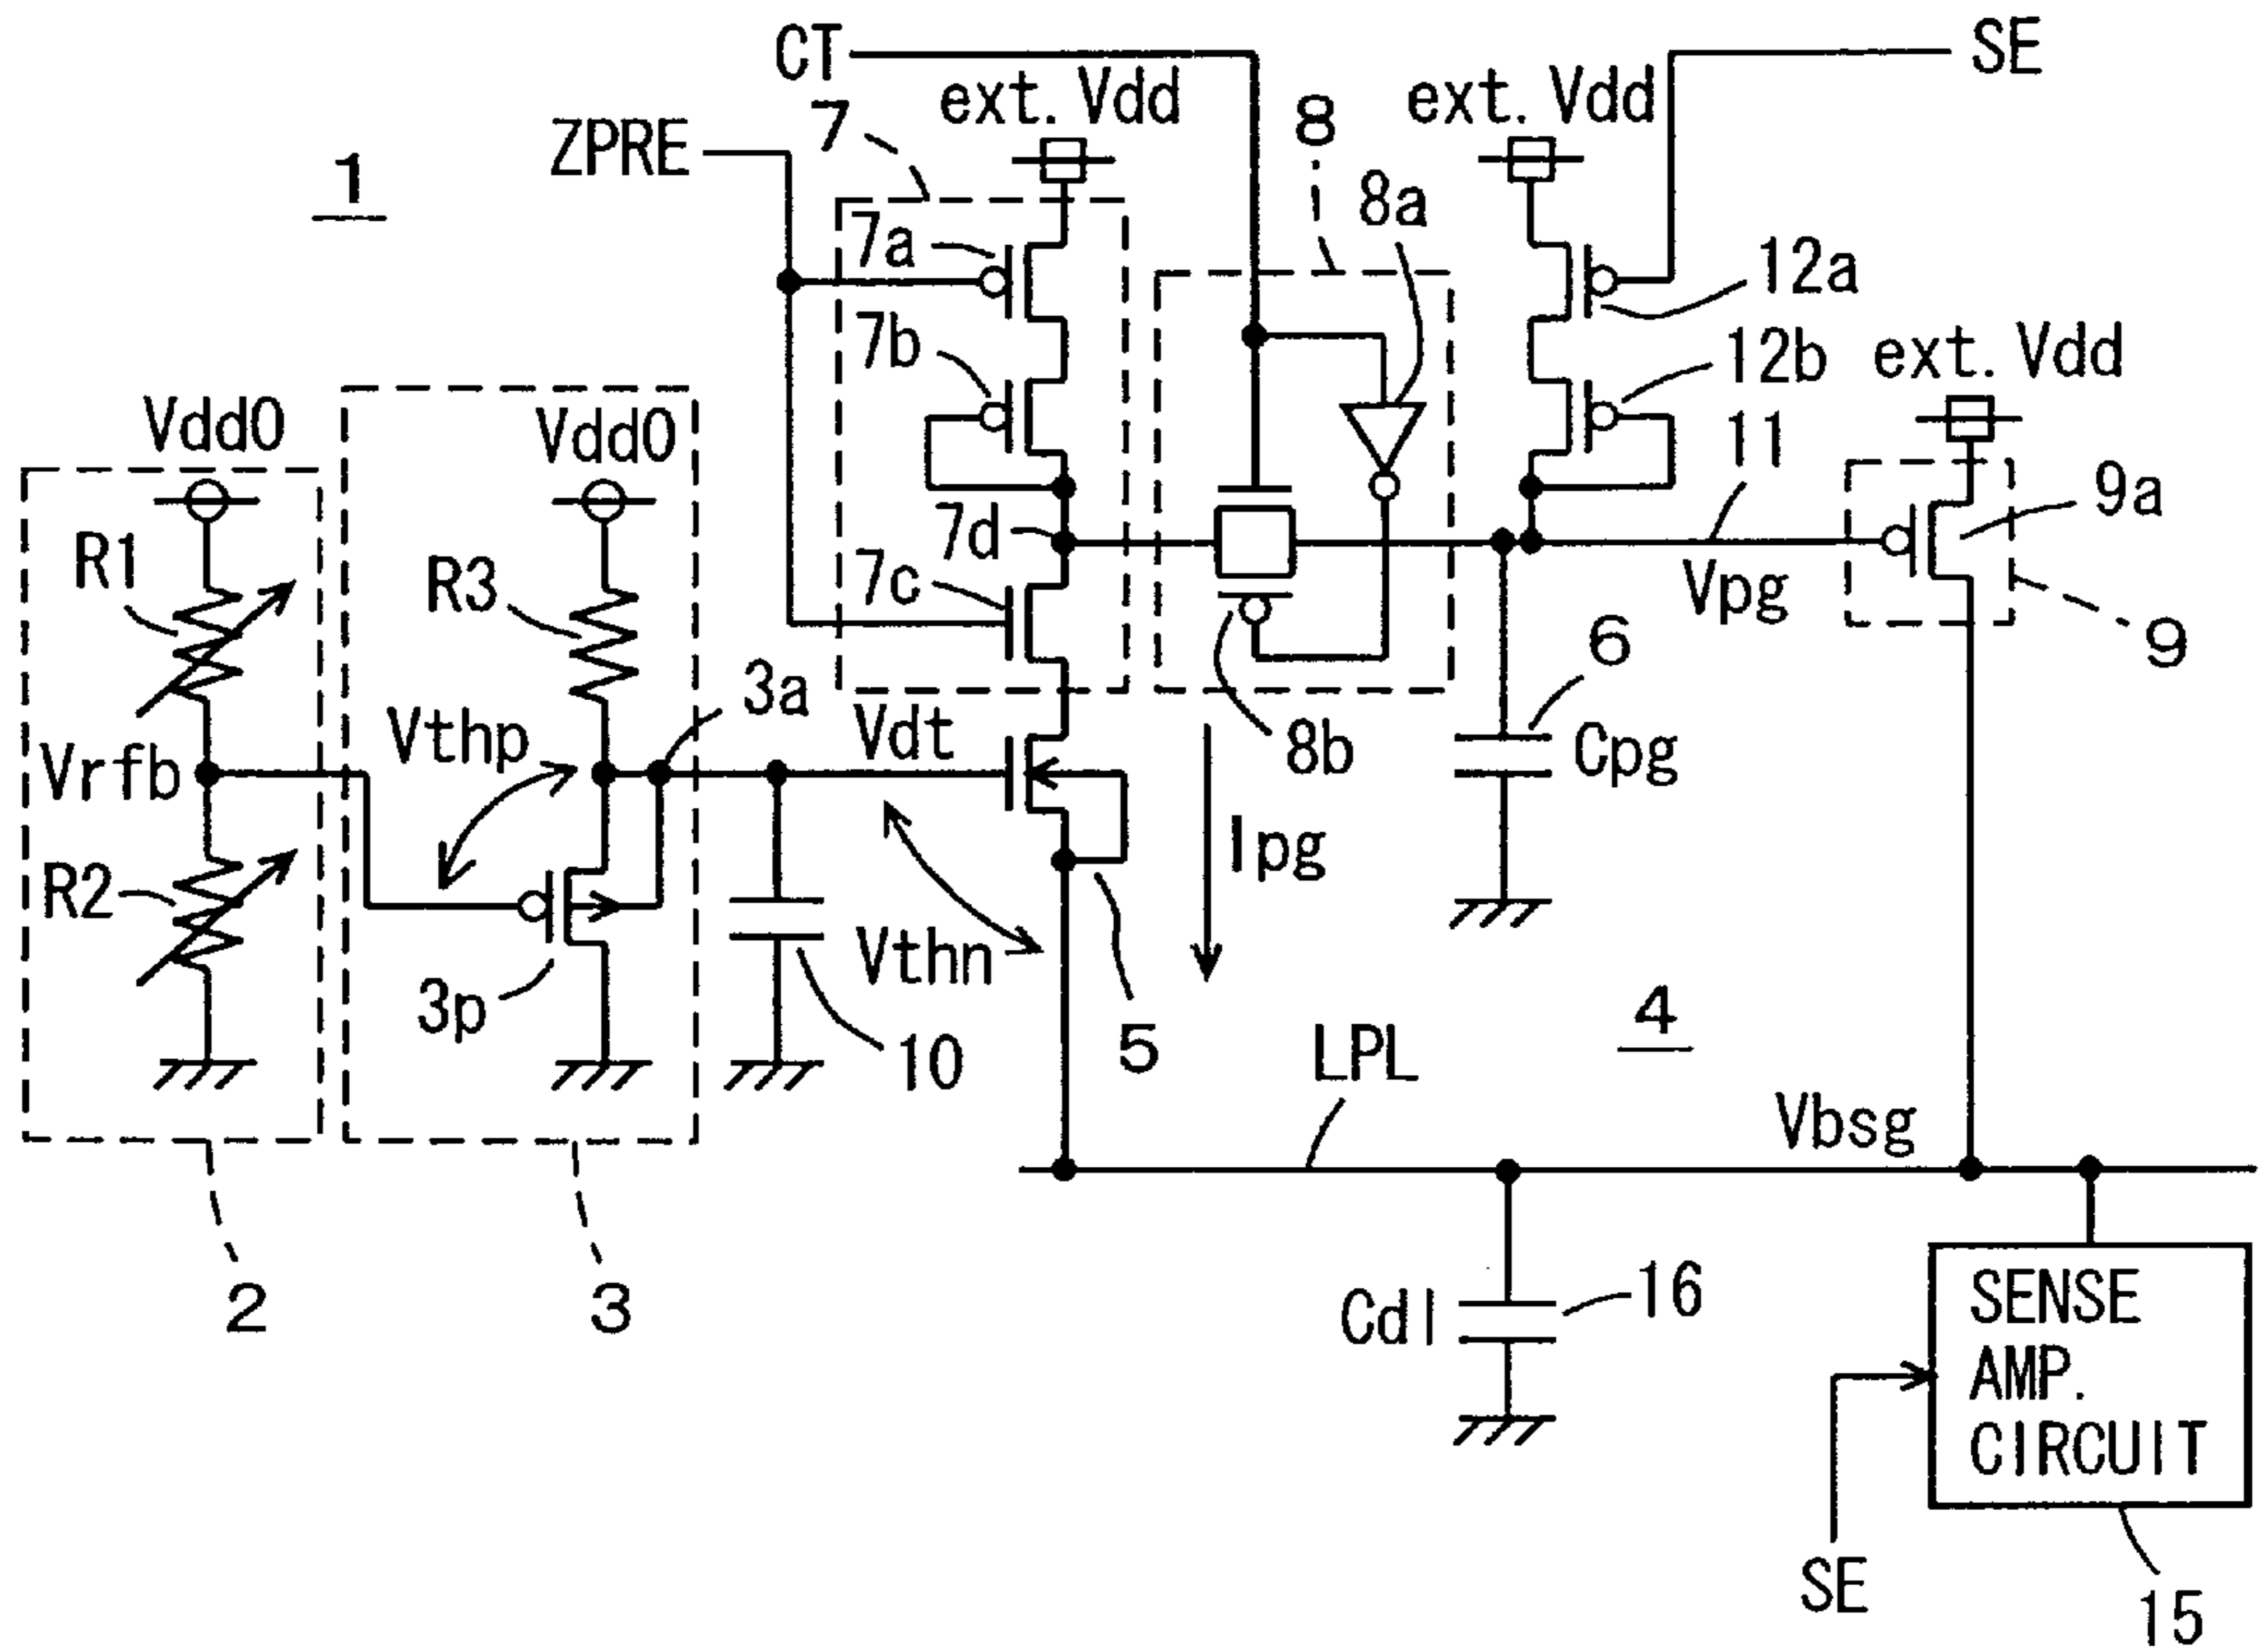 CT
SE
7
ext. Vdd
ext. Vdd
8
ZPRE
1
8a
7a
12a
7b
12b
ext. Vdd
11
Vdd0
Vdd0
9a
7d
R1
R3
7c
Vpg
6
9
3a
Vthp
Vdt
8b
Cpg
Vrfb
Ipg
R2
Vthn
3p
10
5
4
LPL
Vbsg
2
3
Cdl
16
SENSE
AMP.
CIRCUIT
SE
15